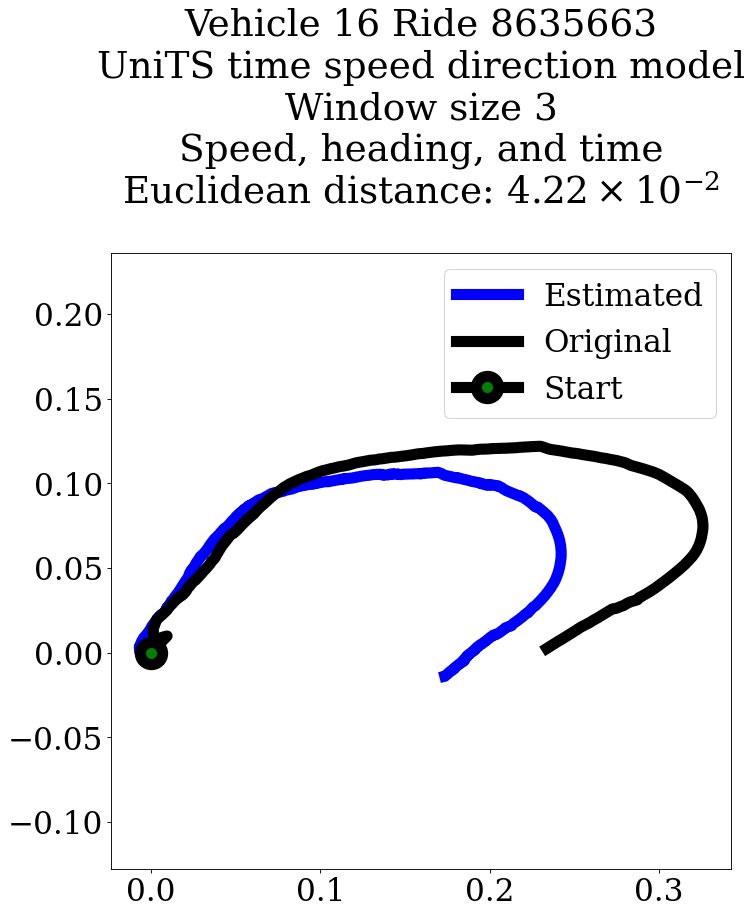 Vehicle 16 Ride 8635663
UniTS time speed direction model
Window size 3
Speed, heading, and time
Euclidean distance: 4.22 × 10⁻²
Estimated
Original
Start
0.20
0.15
0.10
0.05
0.00
−0.05
−0.10
0.0 0.1 0.2 0.3